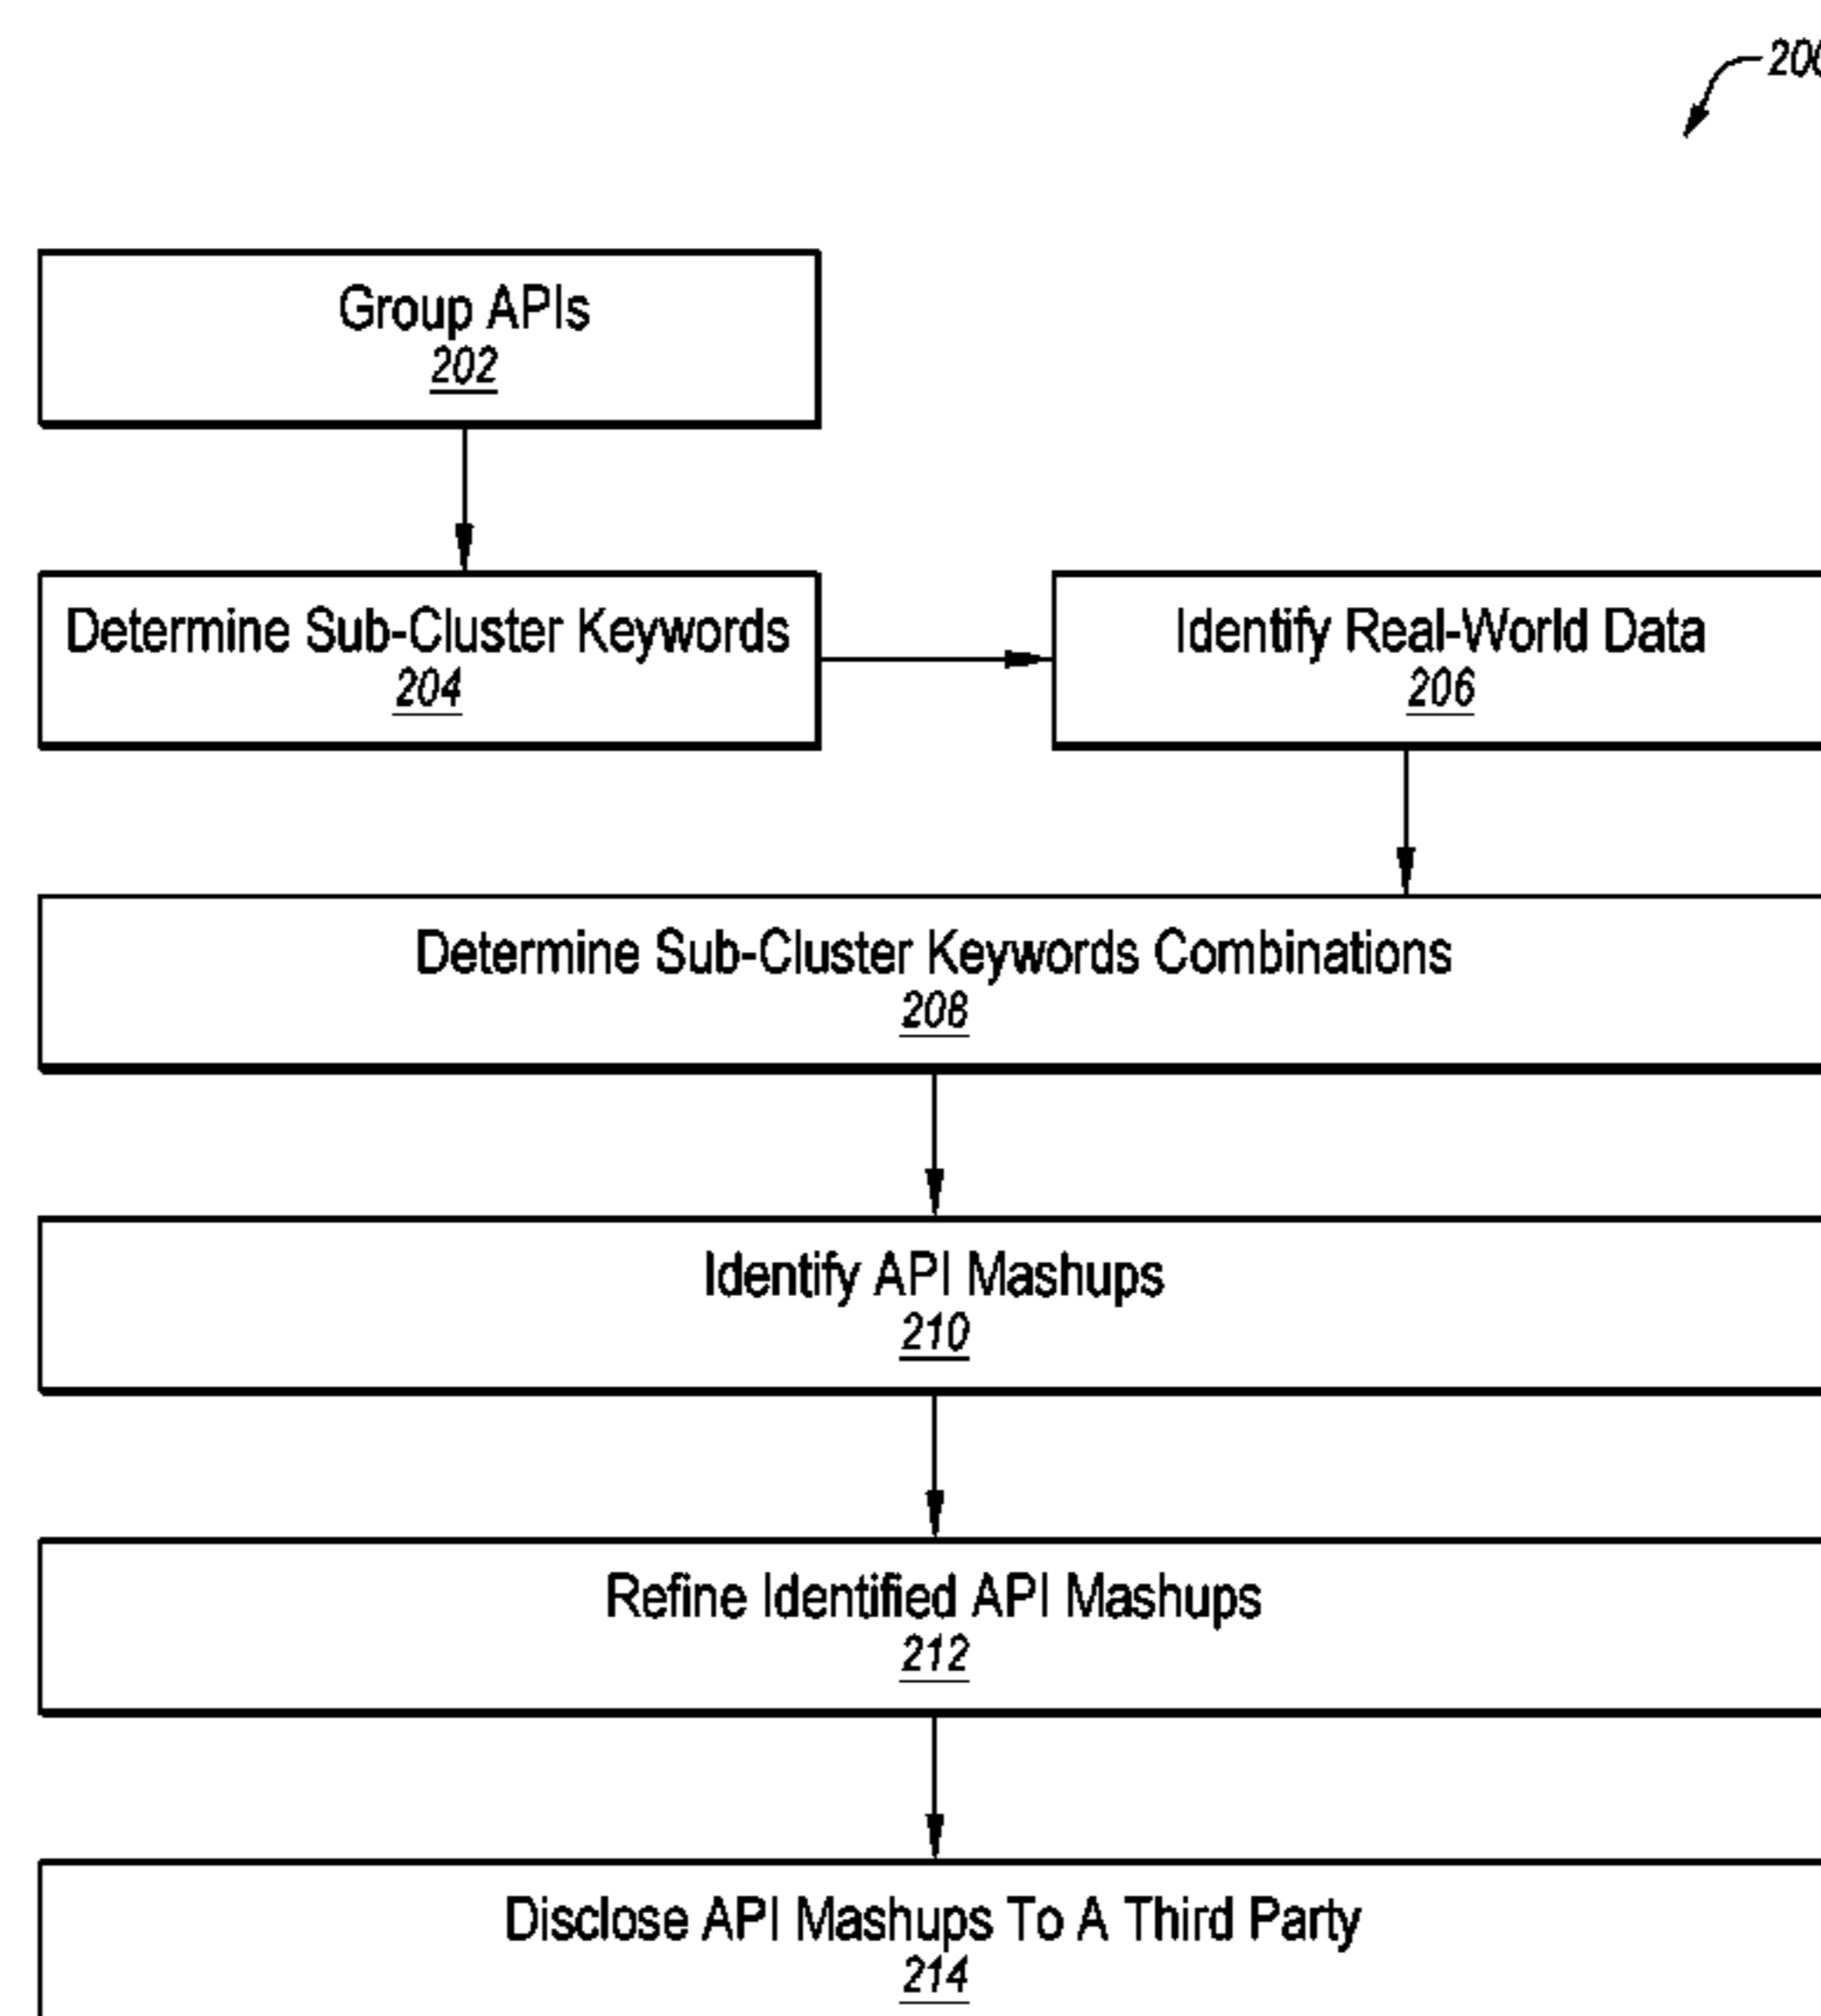 200
Group APIs
202
Determine Sub-Cluster Keywords
204
Identify Real-World Data
206
Determine Sub-Cluster Keywords Combinations
208
Identify API Mashups
210
Refine Identified API Mashups
212
Disclose API Mashups To A Third Party
214